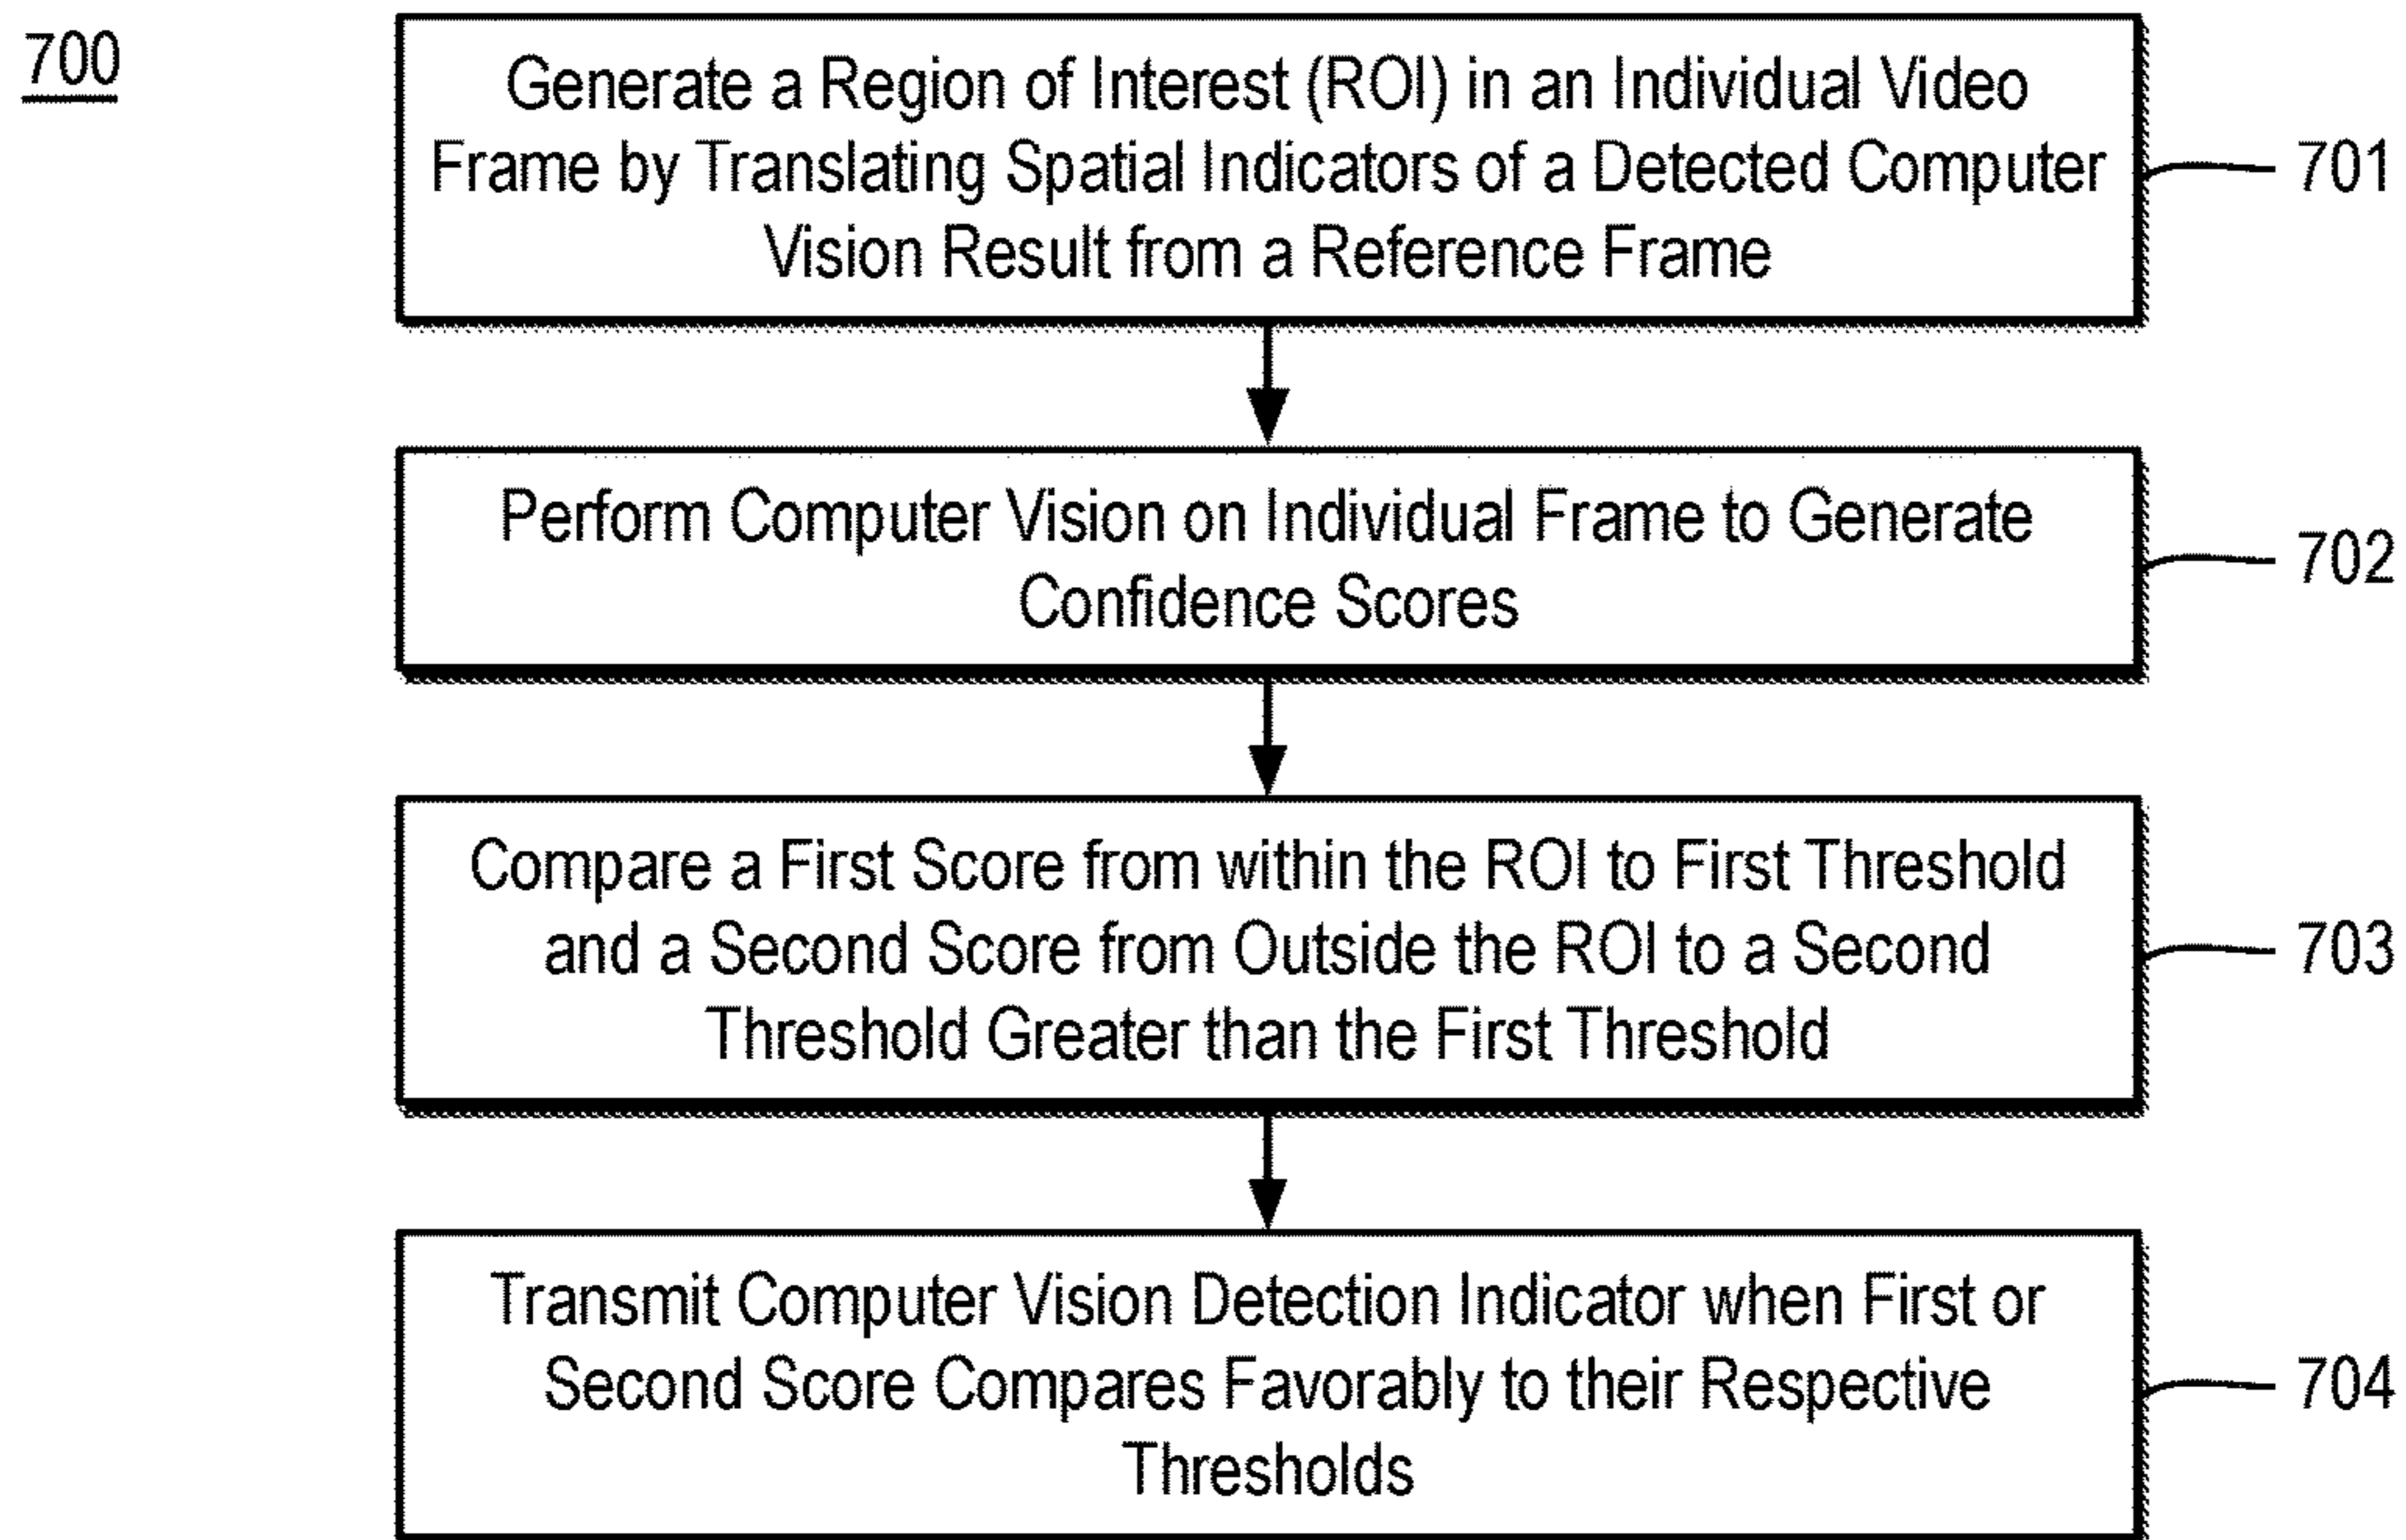 700
Generate a Region of Interest (ROI) in an Individual Video
Frame by Translating Spatial Indicators of a Detected Computer
Vision Result from a Reference Frame
701
Perform Computer Vision on Individual Frame to Generate
Confidence Scores
702
Compare a First Score from within the ROI to First Threshold
and a Second Score from Outside the ROI to a Second
Threshold Greater than the First Threshold
703
Transmit Computer Vision Detection Indicator when First or
Second Score Compares Favorably to their Respective
Thresholds
704